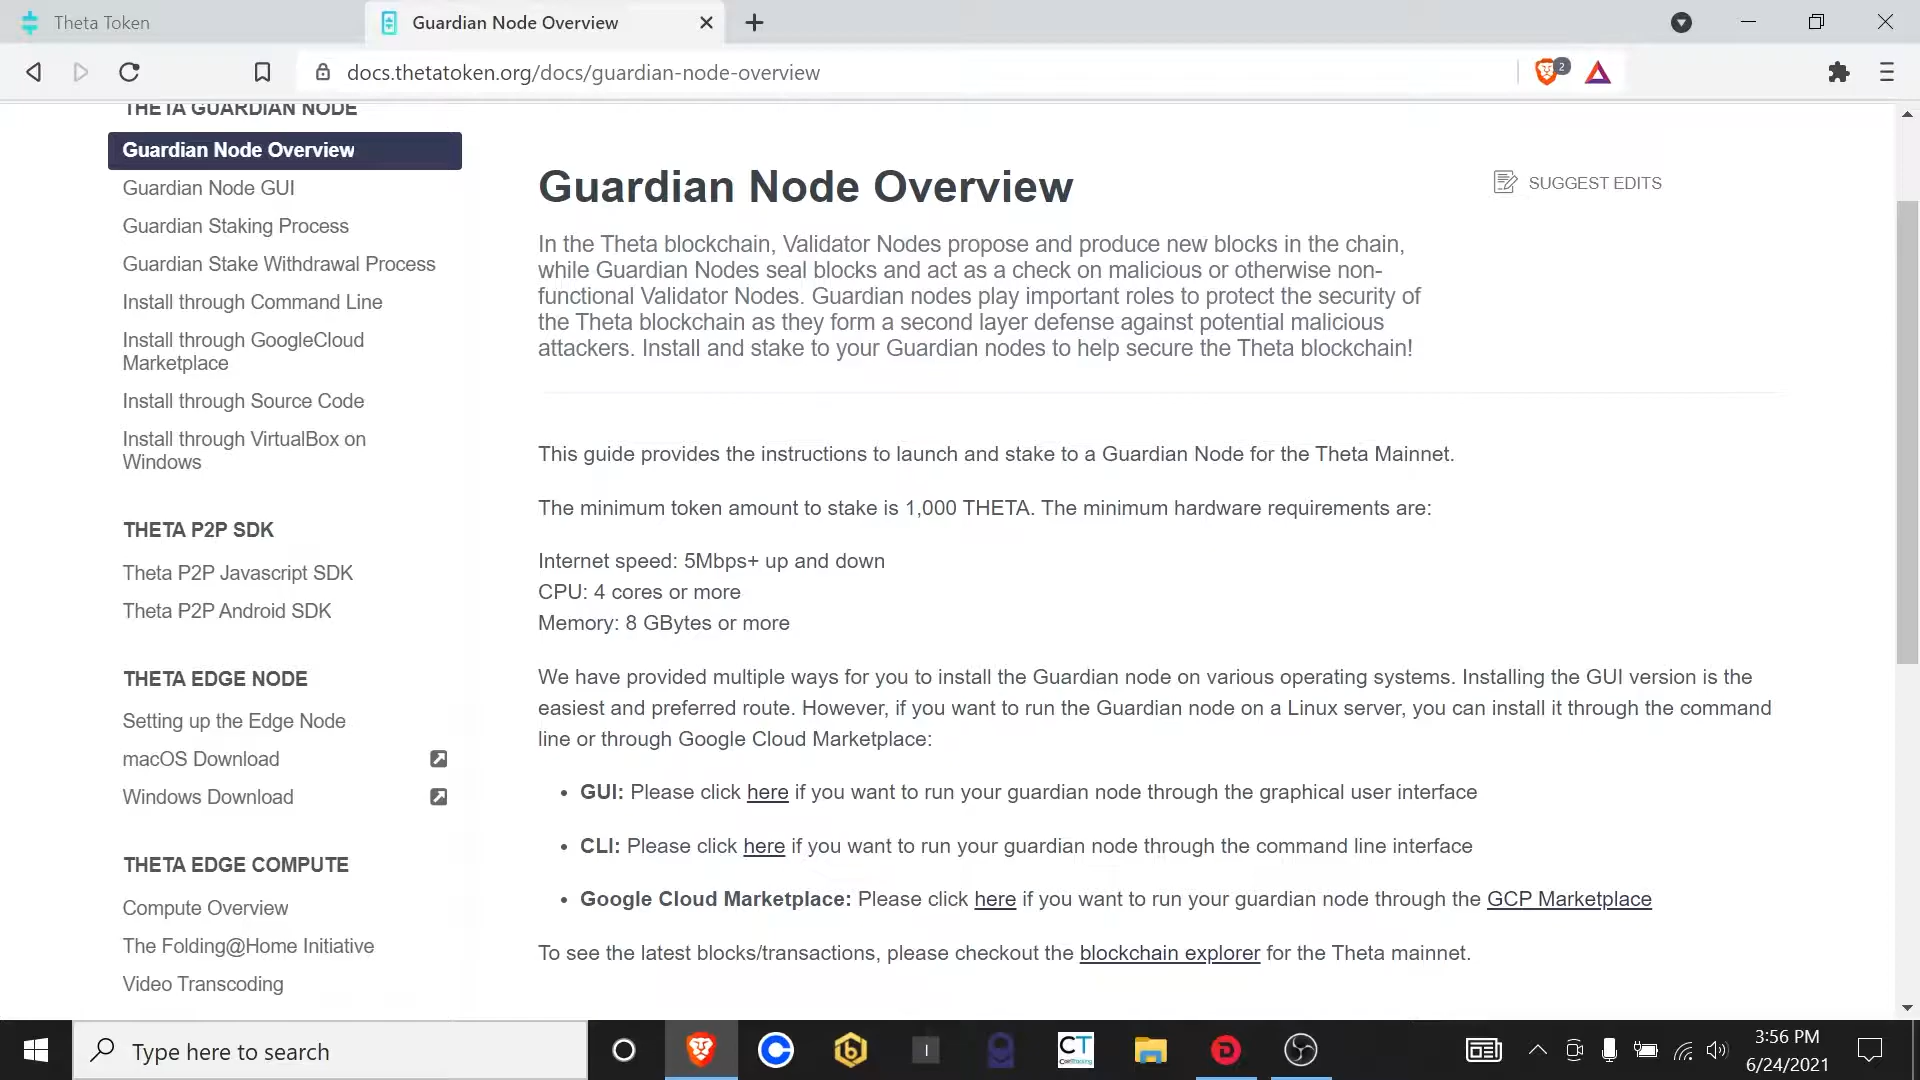 Theta Token
Guardian Node Overview
docs.thetatoken.org/docs/guardian-node-overview
2
THETA GUARDIAN NODE
Guardian Node Overview
Guardian Node GUI
Guardian Staking Process
Guardian Stake Withdrawal Process
Install through Command Line
Install through GoogleCloud
Marketplace
Install through Source Code
Install through VirtualBox on
Windows
THETA P2P SDK
Theta P2P Javascript SDK
Theta P2P Android SDK
THETA EDGE NODE
Setting up the Edge Node
macOS Download
Windows Download
THETA EDGE COMPUTE
Compute Overview
The Folding@Home Initiative
Video Transcoding
Guardian Node Overview
SUGGEST EDITS
In the Theta blockchain, Validator Nodes propose and produce new blocks in the chain,
while Guardian Nodes seal blocks and act as a check on malicious or otherwise non-
functional Validator Nodes. Guardian nodes play important roles to protect the security of
the Theta blockchain as they form a second layer defense against potential malicious
attackers. Install and stake to your Guardian nodes to help secure the Theta blockchain!
This guide provides the instructions to launch and stake to a Guardian Node for the Theta Mainnet.
The minimum token amount to stake is 1,000 THETA. The minimum hardware requirements are:
Internet speed: 5Mbps+ up and down
CPU: 4 cores or more
Memory: 8 GBytes or more
We have provided multiple ways for you to install the Guardian node on various operating systems. Installing the GUI version is the
easiest and preferred route. However, if you want to run the Guardian node on a Linux server, you can install it through the command
line or through Google Cloud Marketplace:
• GUI: Please click here if you want to run your guardian node through the graphical user interface
• CLI: Please click here if you want to run your guardian node through the command line interface
• Google Cloud Marketplace: Please click here if you want to run your guardian node through the GCP Marketplace
To see the latest blocks/transactions, please checkout the blockchain explorer for the Theta mainnet.
Type here to search
CT
3:56 PM
6/24/2021